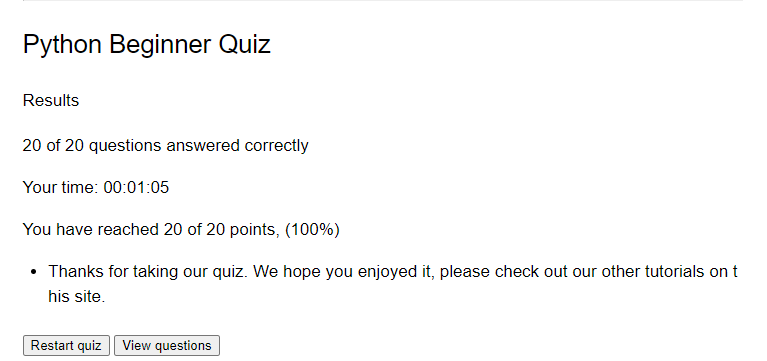 Python Beginner Quiz
Results
20 of 20 questions answered correctly
Your time: 00:01:05
You have reached 20 of 20 points, (100%)
• Thanks for taking our quiz. We hope you enjoyed it, please check out our other tutorials on t
his site.
Restart quiz View questions